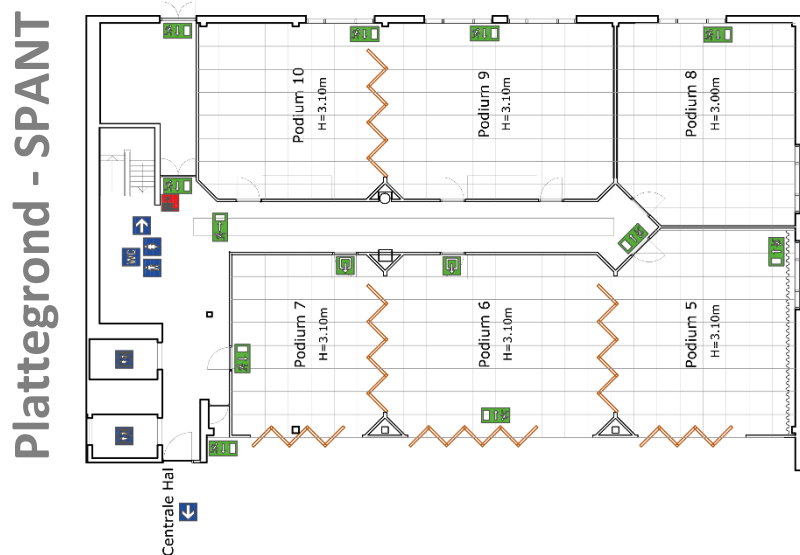 Plattegrond - SPANT
Podium 10
H=3.10m
Podium 9
H=3.10m
Podium 8
H=3.00m
WC
Podium 7
H=3.10m
Podium 6
H=3.10m
Podium 5
H=3.10m
Centrale Hal